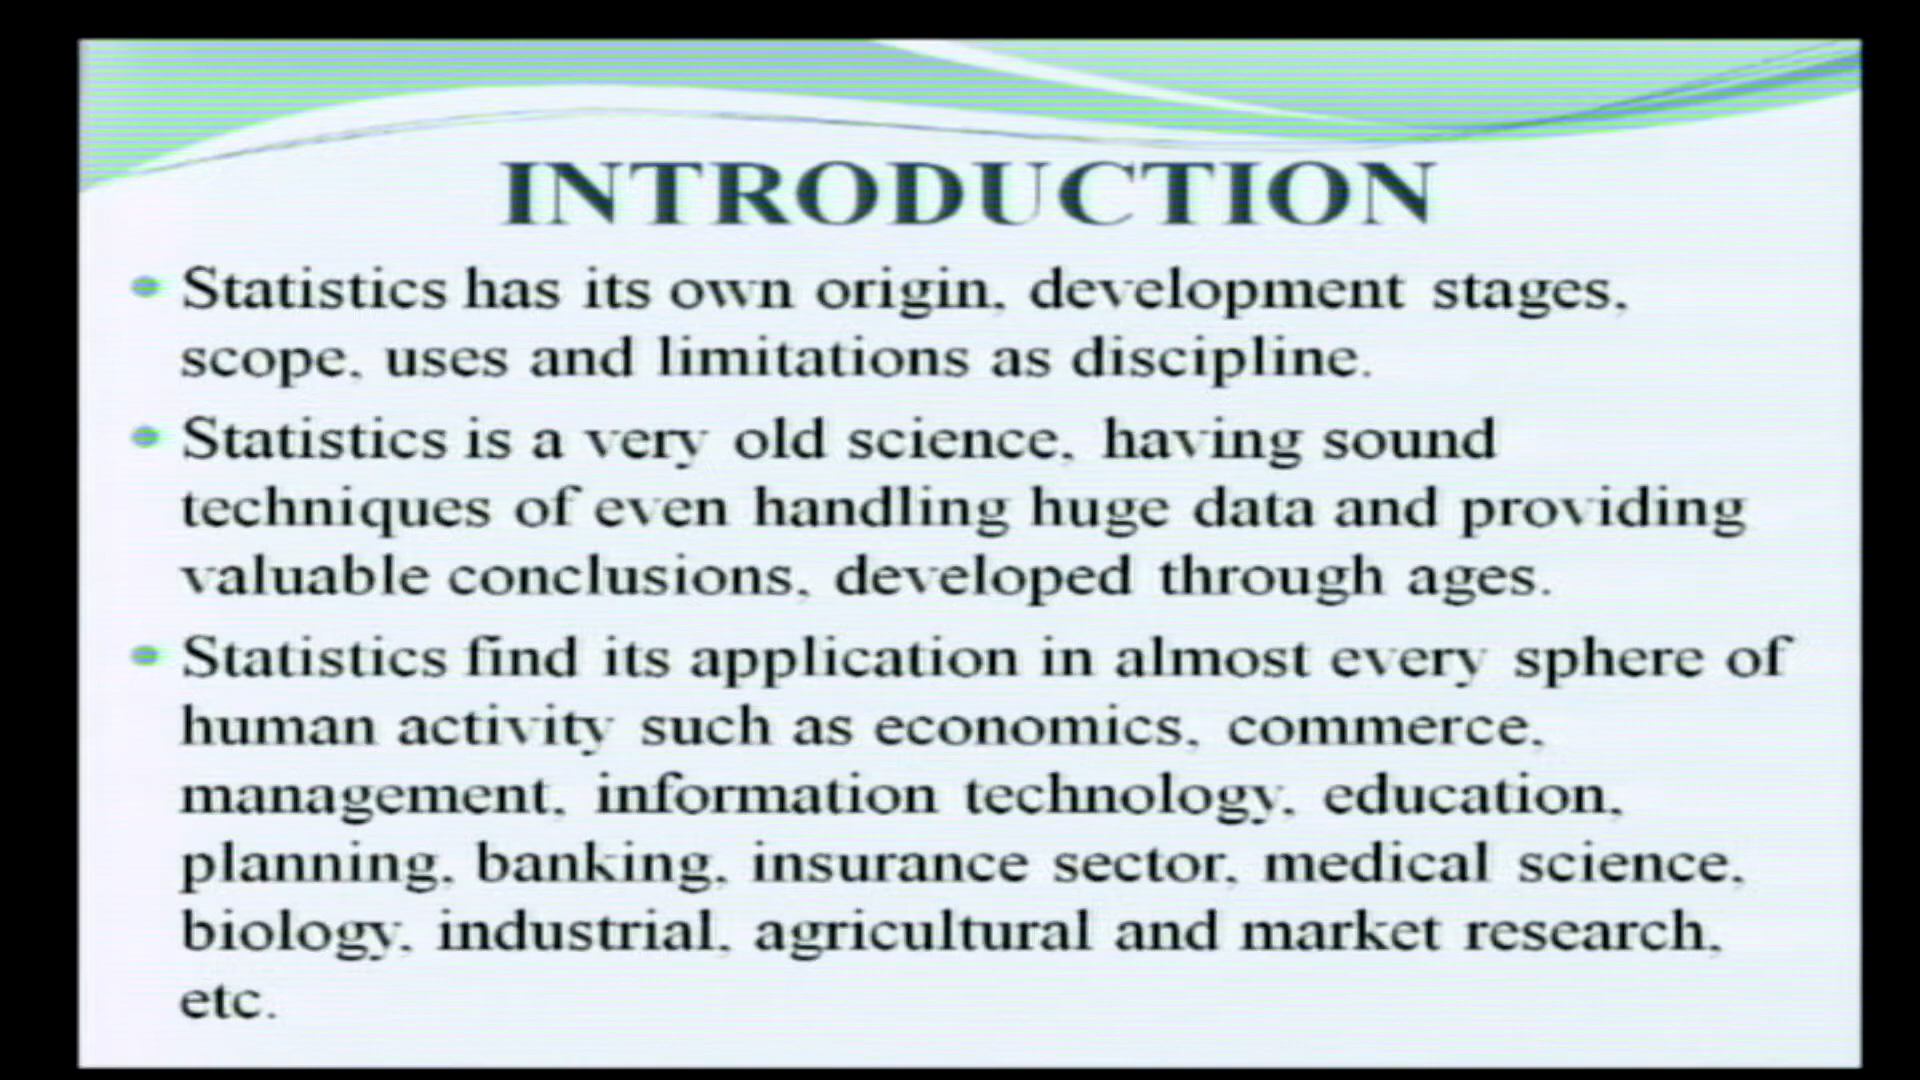 INTRODUCTION
Statistics has its own origin, development stages,
scope, uses and limitations as discipline.
Statistics is a very old science, having sound
techniques of even handling huge data and providing
valuable conclusions, developed through ages.
Statistics find its application in almost every sphere of
human activity such as economics, commerce,
management, information technology, education,
planning, banking, insurance sector, medical science,
biology, industrial, agricultural and market research,
etc.